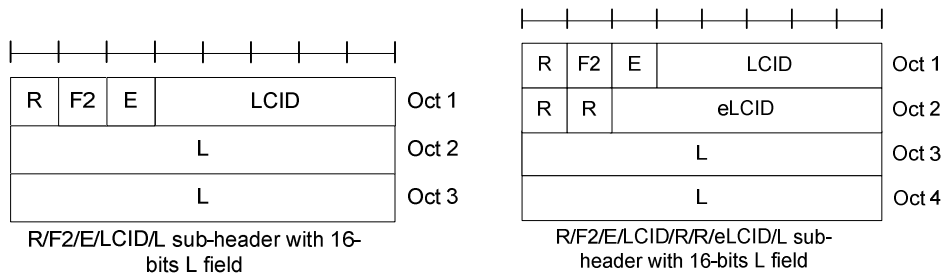 R F2 E LCID Oct 1
L Oct 2
L Oct 3
R/F2/E/LCID/L sub-header with 16-
bits L field
R F2 E LCID Oct 1
R R eLCID Oct 2
L Oct 3
L Oct 4
R/F2/E/LCID/R/R/eLCID/L sub-
header with 16-bits L field